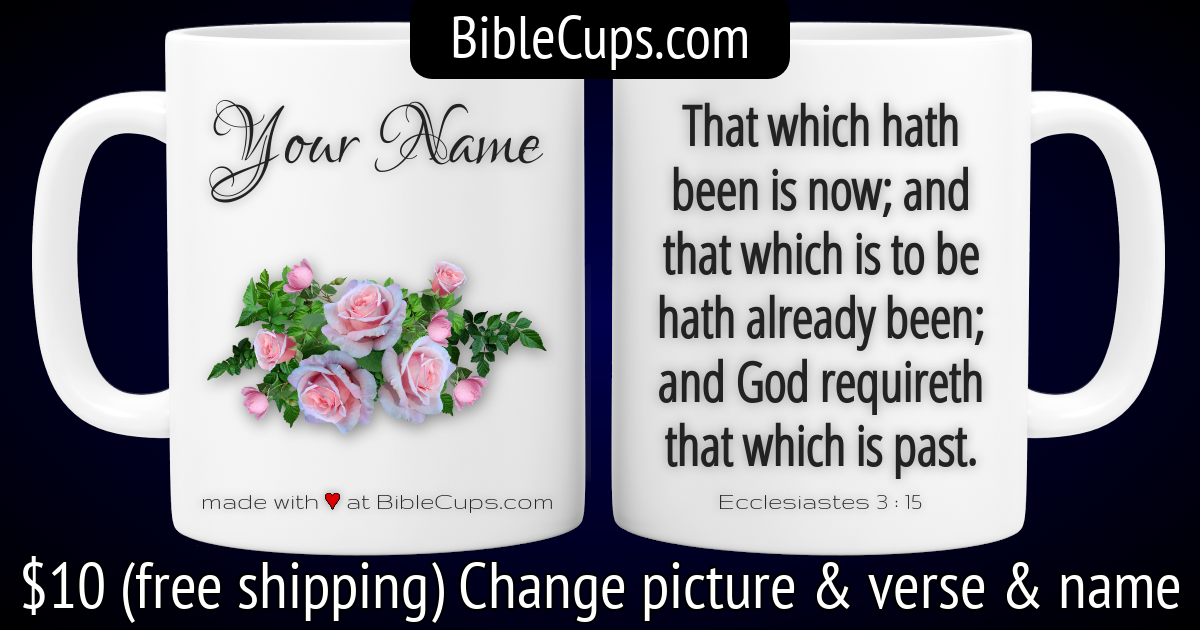 BibleCups.com
Your Name
made with ♥ at BibleCups.com
That which hath
been is now; and
that which is to be
hath already been;
and God requireth
that which is past.
Ecclesiastes 3 : 15
$10 (free shipping) Change picture & verse & name